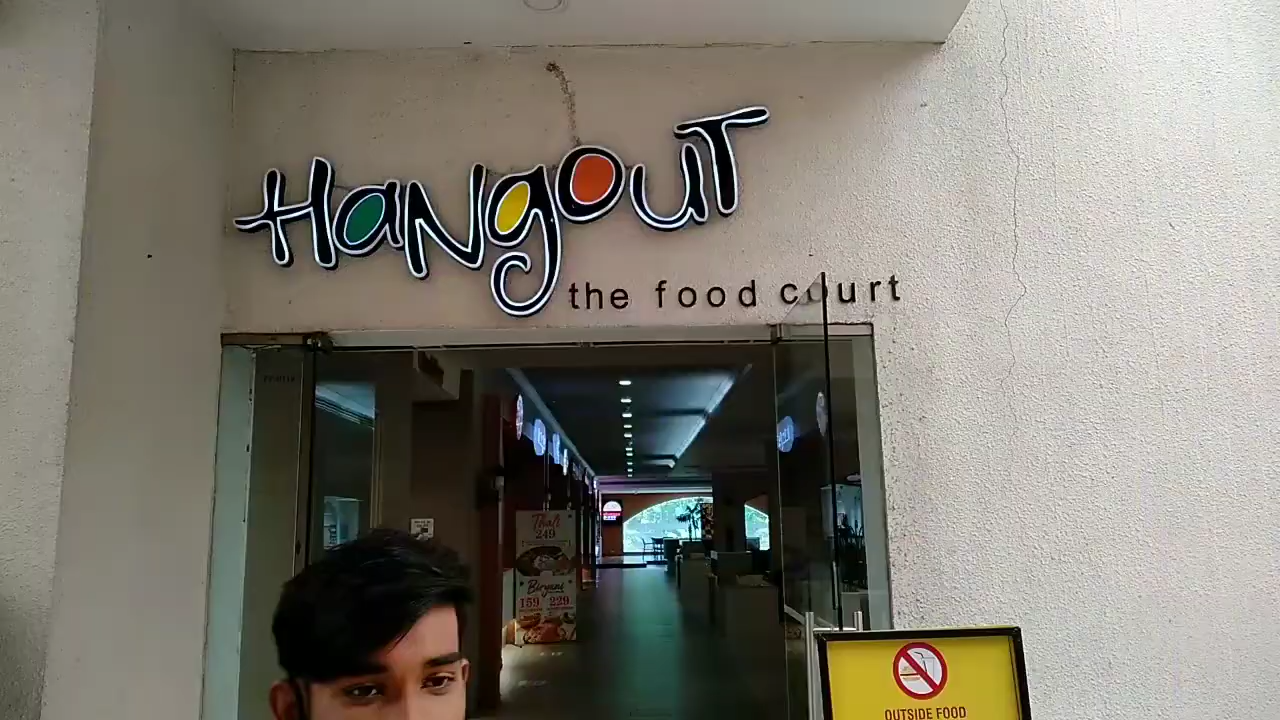 HaNgOuT
the food court
Thali
249
Biryani
159 229
OUTSIDE FOOD